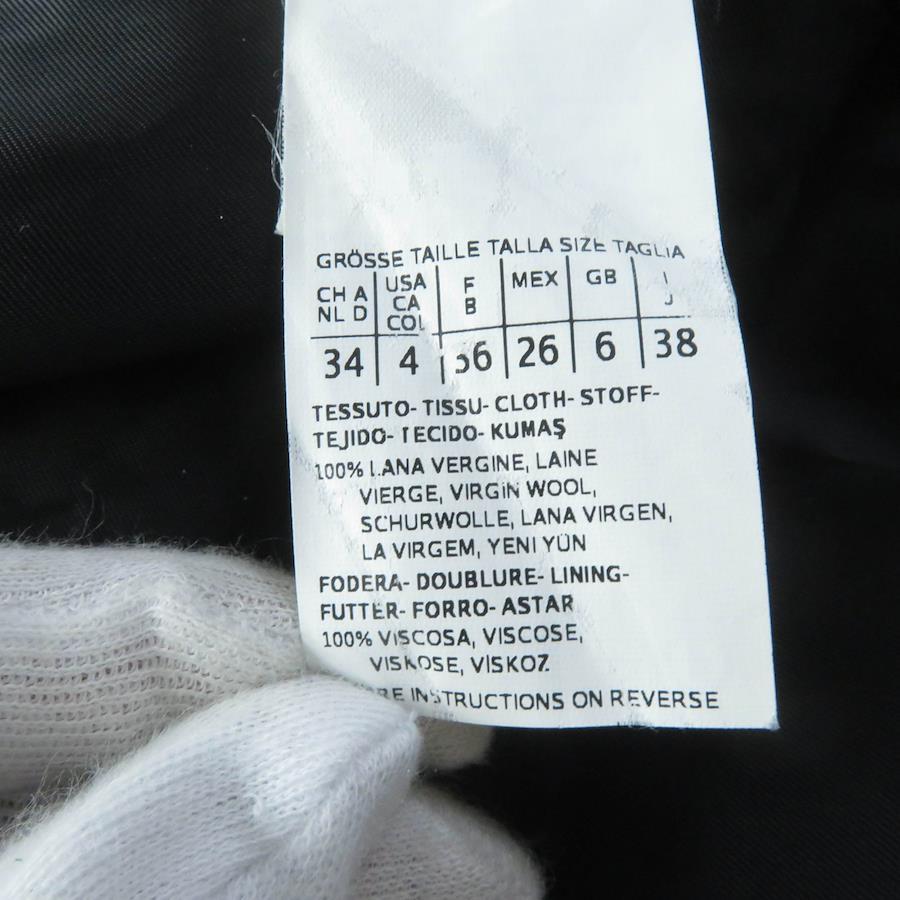 GRÖSSE TAILLE TALLA SIZE TAGLIA
CH A USA F MEX GB I
NL D CA B J
COL
34 4 36 26 6 38
TESSUTO- TISSU- CLOTH- STOFF-
TEJIDO- TECIDO- KUMAŞ
100% LANA VERGINE, LAINE
VIERGE, VIRGIN WOOL,
SCHURWOLLE, LANA VIRGEN,
LA VIRGEM, YENI YÜN
FODERA- DOUBLURE- LINING-
FUTTER- FORRO- ASTAR
100% VISCOSA, VISCOSE,
VISKOSE, VİSKOZ
INSTRUCTIONS ON REVERSE